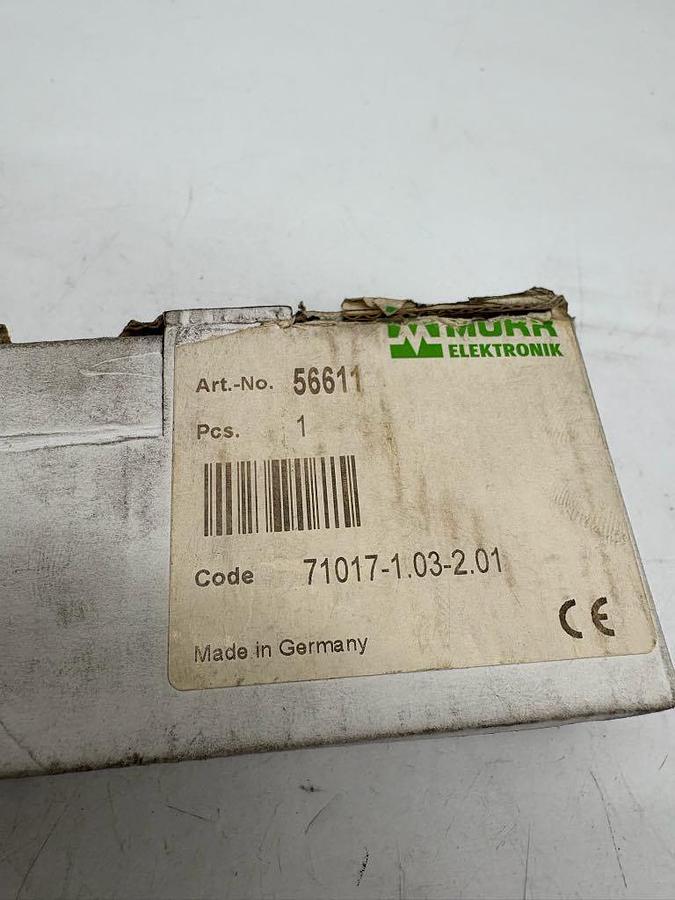 MURR
ELEKTRONIK
Art.-No. 56611
Pcs. 1
Code 71017-1.03-2.01
CE
Made in Germany